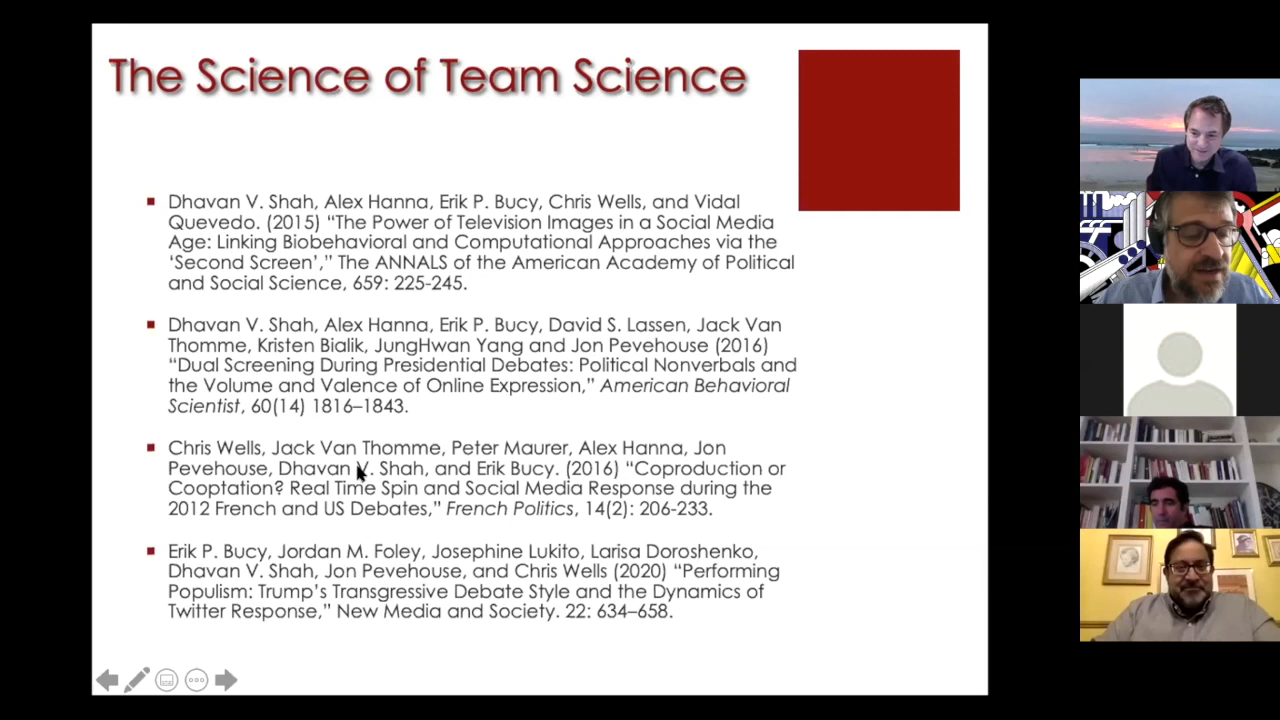 The Science of Team Science
Dhavan V. Shah, Alex Hanna, Erik P. Bucy, Chris Wells, and Vidal
Quevedo. (2015) “The Power of Television Images in a Social Media
Age: Linking Biobehavioral and Computational Approaches via the
‘Second Screen’,” The ANNALS of the American Academy of Political
and Social Science, 659: 225-245.
Dhavan V. Shah, Alex Hanna, Erik P. Bucy, David S. Lassen, Jack Van
Thomme, Kristen Bialik, JungHwan Yang and Jon Pevehouse (2016)
“Dual Screening During Presidential Debates: Political Nonverbals and
the Volume and Valence of Online Expression,” American Behavioral
Scientist, 60(14) 1816–1843.
Chris Wells, Jack Van Thomme, Peter Maurer, Alex Hanna, Jon
Pevehouse, Dhavan V. Shah, and Erik Bucy. (2016) “Coproduction or
Cooptation? Real Time Spin and Social Media Response during the
2012 French and US Debates,” French Politics, 14(2): 206-233.
Erik P. Bucy, Jordan M. Foley, Josephine Lukito, Larisa Doroshenko,
Dhavan V. Shah, Jon Pevehouse, and Chris Wells (2020) “Performing
Populism: Trump’s Transgressive Debate Style and the Dynamics of
Twitter Response,” New Media and Society. 22: 634–658.